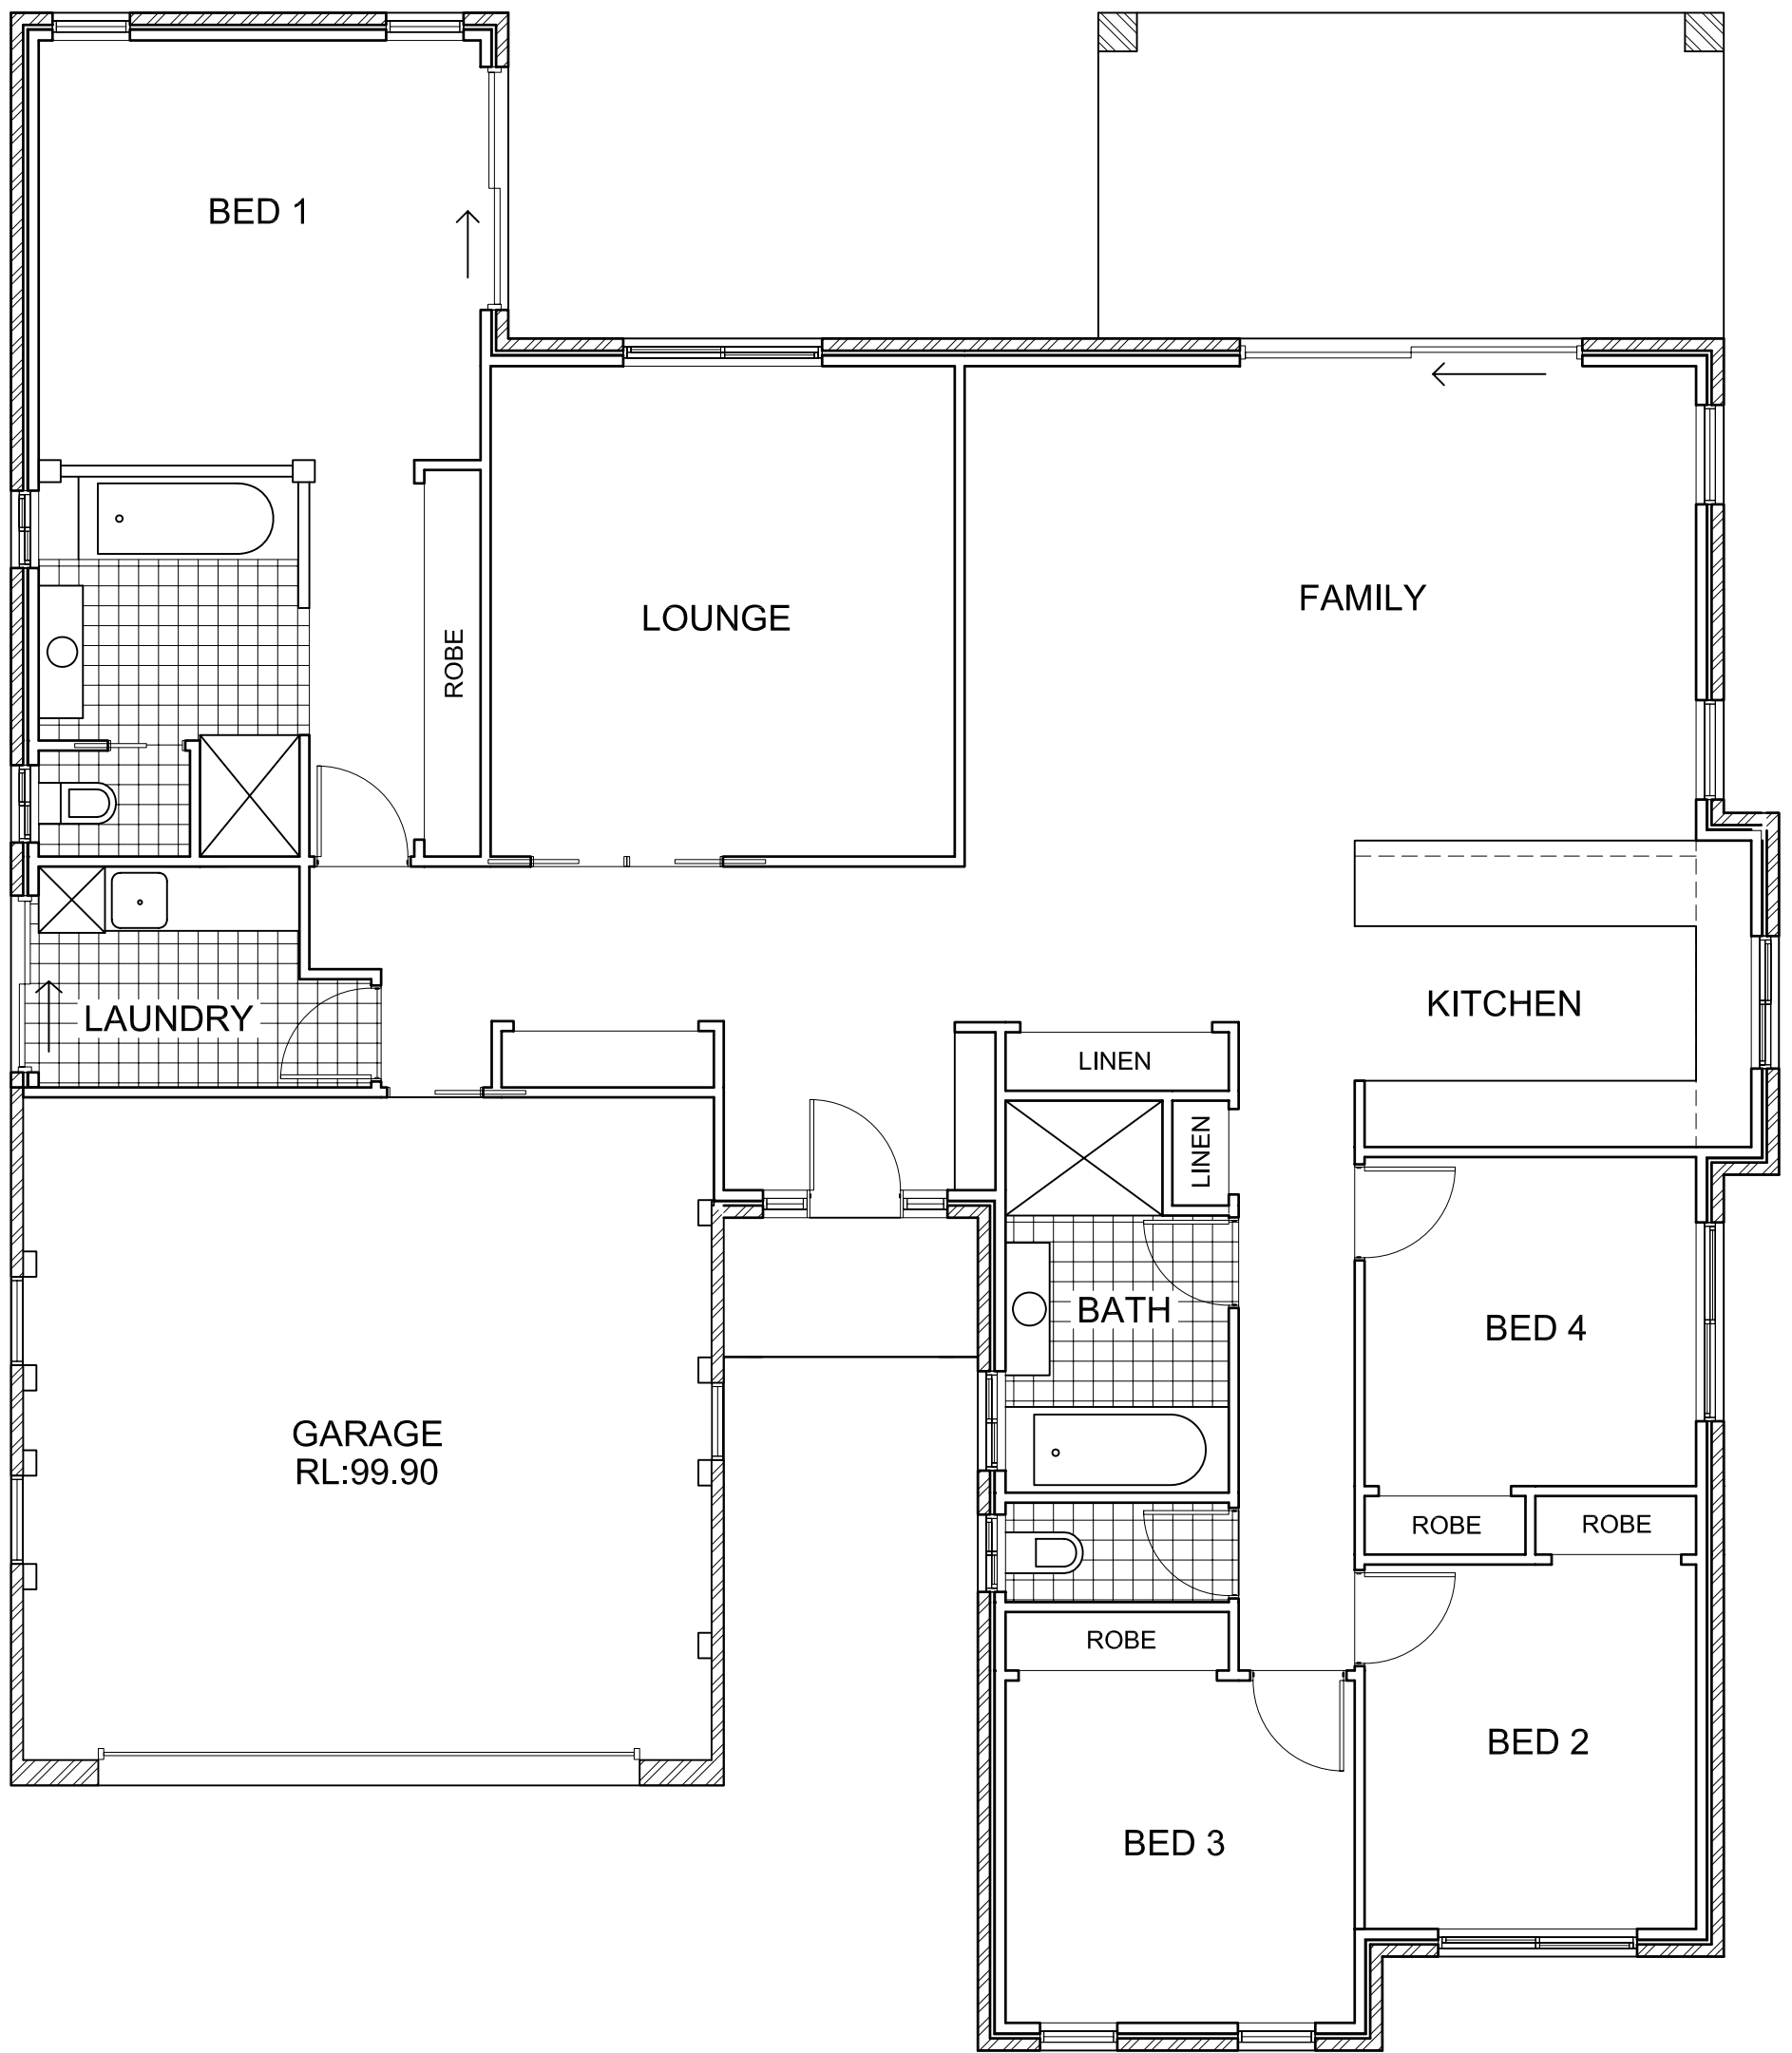 BED 1
LOUNGE
FAMILY
ROBE
KITCHEN
LAUNDRY
LINEN
LINEN
BATH
BED 4
GARAGE
RL:99.90
ROBE
ROBE
ROBE
BED 2
BED 3